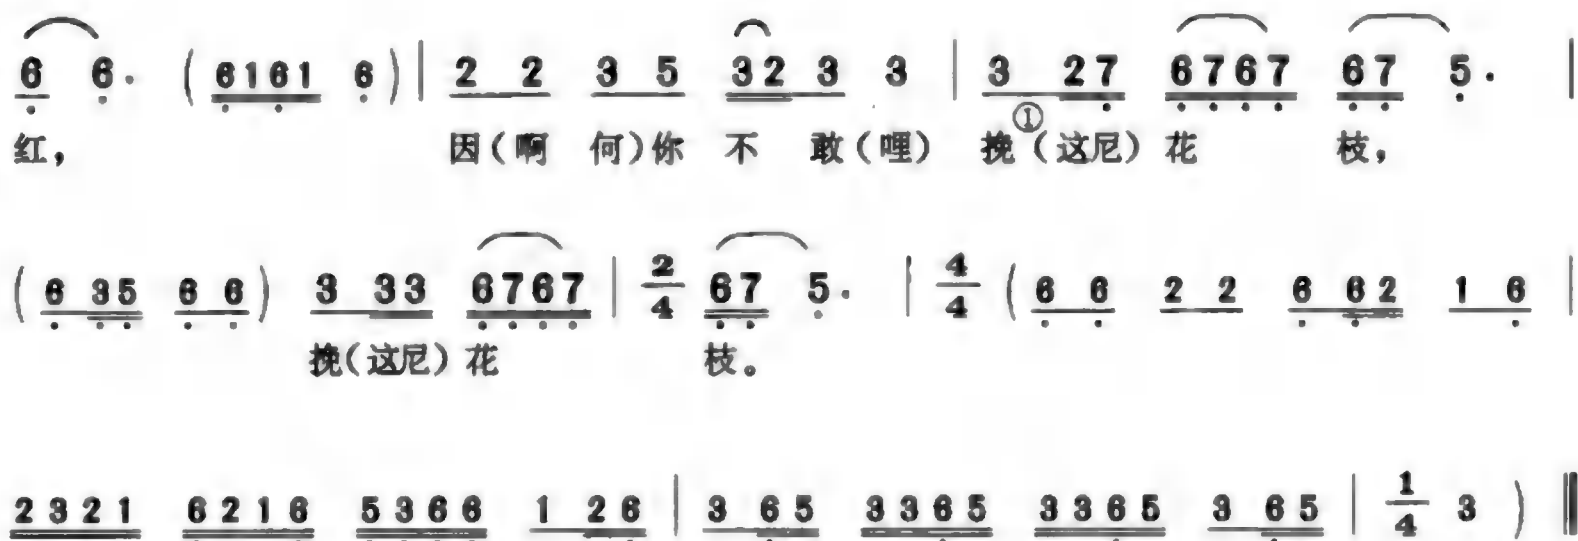 6 6. (6161 6) | 2 2 3 5 32 3 3 | 3 27 6767 67 5. |
红， 因(啊 何)你 不 敢(哩) 挽①(这尼)花 枝，
(6 35 6 6) 3 33 6767 | 2/4 67 5. | 4/4 (6 6 2 2 6 62 1 6 |
挽(这尼)花 枝。
2321 6216 5366 1 26 | 3 65 3365 3365 3 65 | 1/4 3 ) ‖